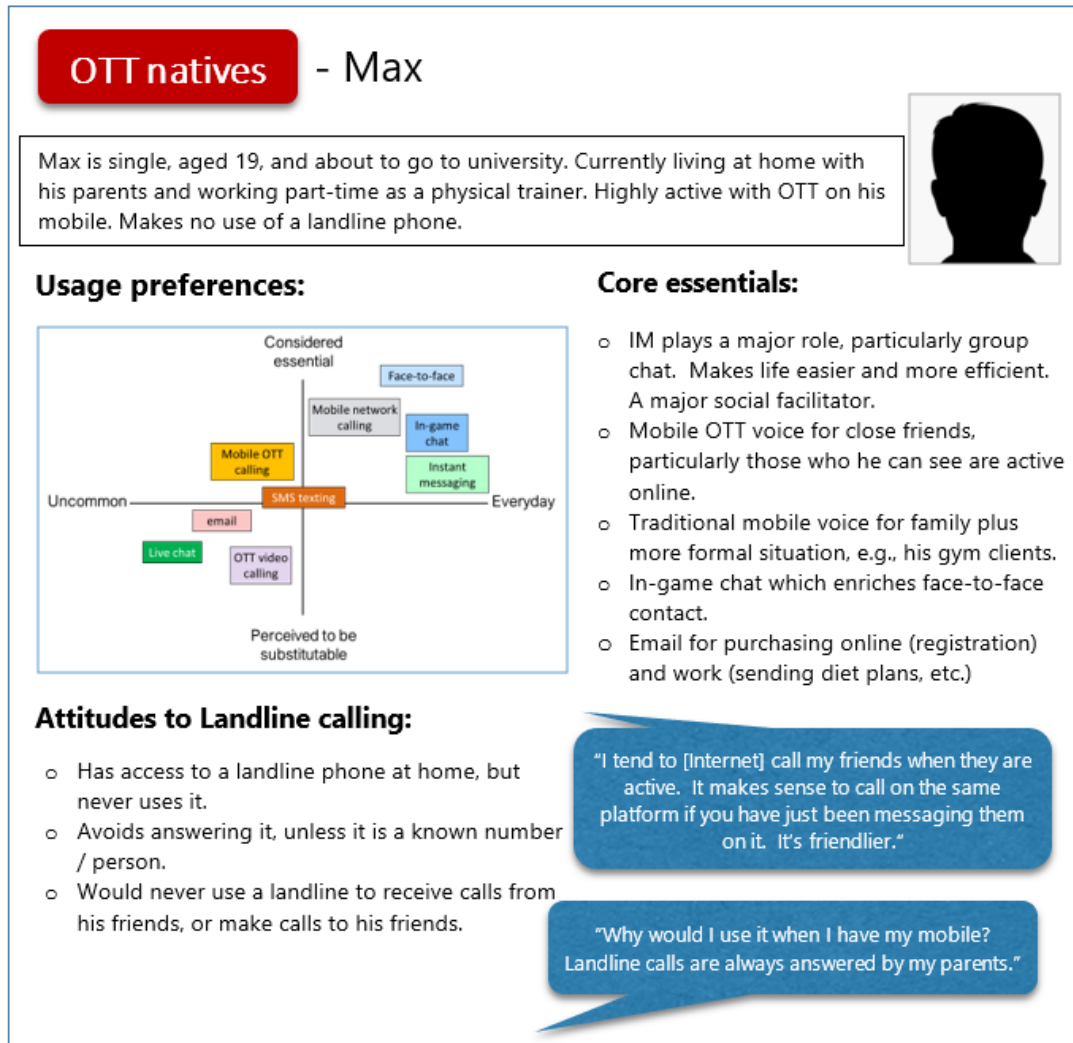 OTT natives - Max
Max is single, aged 19, and about to go to university. Currently living at home with
his parents and working part-time as a physical trainer. Highly active with OTT on his
mobile. Makes no use of a landline phone.
Usage preferences:
Considered
essential
Face-to-face
Mobile network
calling
In-game
chat
Mobile OTT
calling
Instant
messaging
Uncommon
SMS texting
Everyday
email
Live chat
OTT video
calling
Perceived to be
substitutable
Core essentials:
o IM plays a major role, particularly group
chat. Makes life easier and more efficient.
A major social facilitator.
o Mobile OTT voice for close friends,
particularly those who he can see are active
online.
o Traditional mobile voice for family plus
more formal situation, e.g., his gym clients.
o In-game chat which enriches face-to-face
contact.
o Email for purchasing online (registration)
and work (sending diet plans, etc.)
Attitudes to Landline calling:
o Has access to a landline phone at home, but
never uses it.
o Avoids answering it, unless it is a known number
/ person.
o Would never use a landline to receive calls from
his friends, or make calls to his friends.
"I tend to [Internet] call my friends when they are
active. It makes sense to call on the same
platform if you have just been messaging them
on it. It's friendlier."
"Why would I use it when I have my mobile?
Landline calls are always answered by my parents."